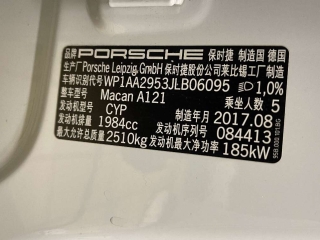 品牌 PORSCHE 保时捷 制造国 德国
生产厂 Porsche Leipzig GmbH 保时捷股份公司莱比锡工厂制造
车辆识别代号 WP1AA2953JLB06095 1,0%
整车型号 Macan A121 乘坐人数 5
发动机型号 CYP 制造年月 2017.08
发动机排量 1984cc 序列号 084413
最大允许总质量 2510kg 发动机最大净功率 185kW